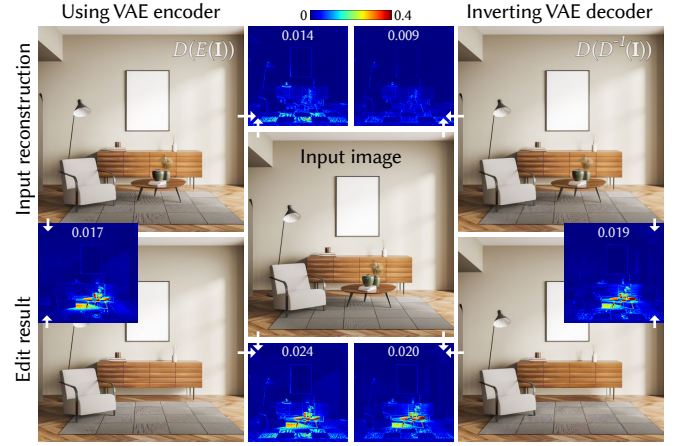 Using VAE encoder
0
0.4
Inverting VAE decoder
Input reconstruction
D(E(I))
0.014
0.009
D(D⁻¹(I))
Input image
0.017
0.019
Edit result
0.024
0.020